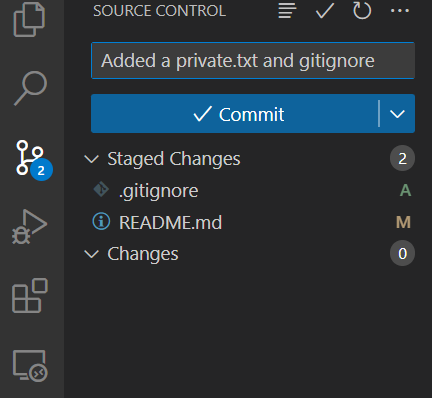 SOURCE CONTROL
Added a private.txt and gitignore
Commit
Staged Changes 2
.gitignore A
README.md M
Changes 0
2